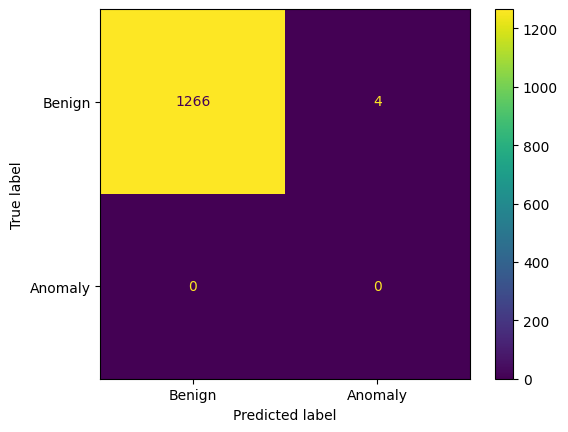 1200
Benign 1266 4
1000
800
True label
600
Anomaly 0 0
400
200
0
Benign Anomaly
Predicted label